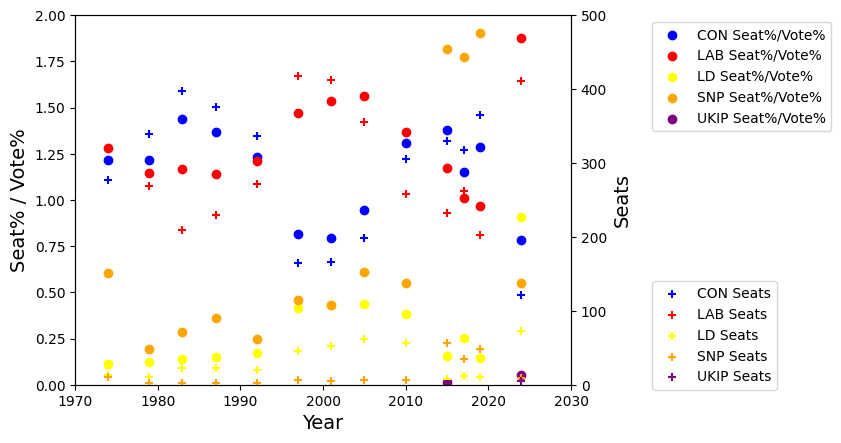 2.00
1.75
1.50
1.25
1.00
0.75
0.50
0.25
0.00
Seat% / Vote%
1970
1980
1990
2000
2010
2020
2030
Year
500
400
300
200
100
0
Seats
CON Seat%/Vote%
LAB Seat%/Vote%
LD Seat%/Vote%
SNP Seat%/Vote%
UKIP Seat%/Vote%
CON Seats
LAB Seats
LD Seats
SNP Seats
UKIP Seats